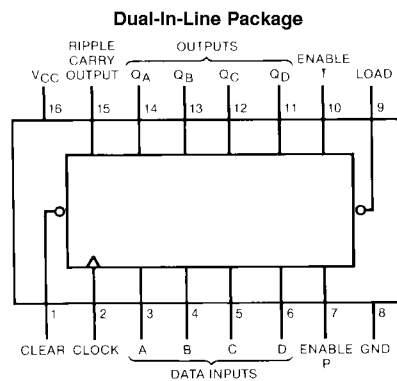 Dual-In-Line Package
RIPPLE
CARRY
OUTPUT
OUTPUTS
ENABLE
T
VCC
QA
QB
QC
QD
LOAD
16
15
14
13
12
11
10
9
1
2
3
4
5
6
7
8
CLEAR
CLOCK
A
B
C
D
ENABLE
P
GND
DATA INPUTS